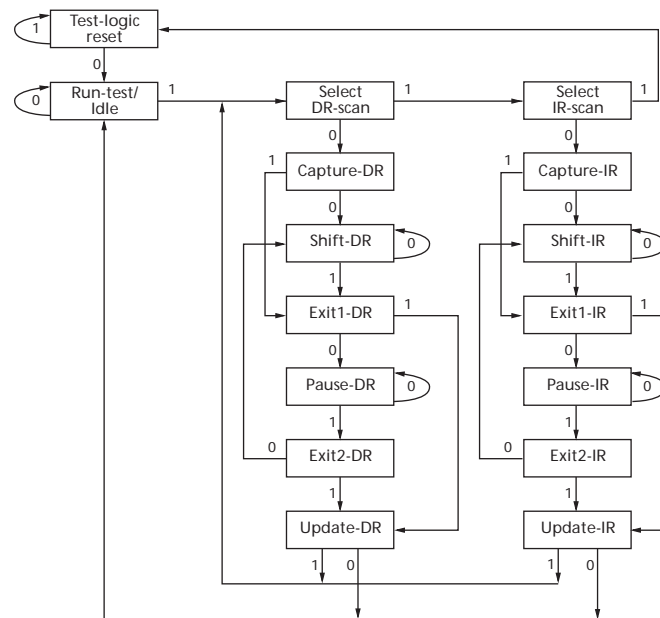 Test-logic
reset
1
0
Run-test/
Idle
0
1
Select
DR-scan
1
Select
IR-scan
1
0
0
1
Capture-DR
1
Capture-IR
0
0
Shift-DR
0
Shift-IR
0
1
1
Exit1-DR
1
Exit1-IR
1
0
0
Pause-DR
0
Pause-IR
0
1
1
0
Exit2-DR
0
Exit2-IR
1
1
Update-DR
Update-IR
1
0
1
0